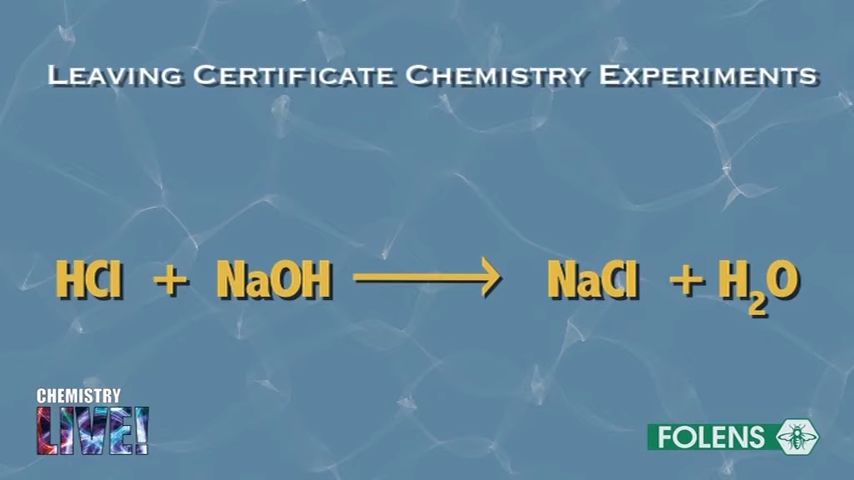 LEAVING CERTIFICATE CHEMISTRY EXPERIMENTS
HCl + NaOH → NaCl + H₂O
CHEMISTRY
LIVE!
FOLENS